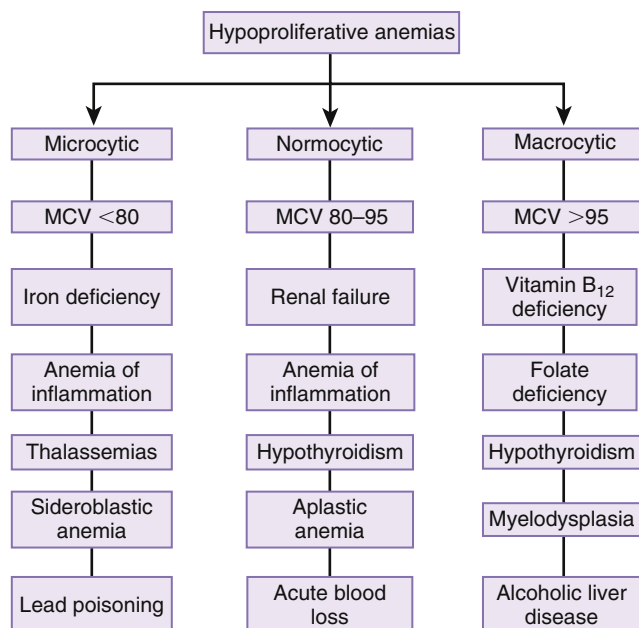 Hypoproliferative anemias
Microcytic
Normocytic
Macrocytic
MCV <80
MCV 80–95
MCV >95
Iron deficiency
Renal failure
Vitamin B12
deficiency
Anemia of
inflammation
Anemia of
inflammation
Folate
deficiency
Thalassemias
Hypothyroidism
Hypothyroidism
Sideroblastic
anemia
Aplastic
anemia
Myelodysplasia
Lead poisoning
Acute blood
loss
Alcoholic liver
disease